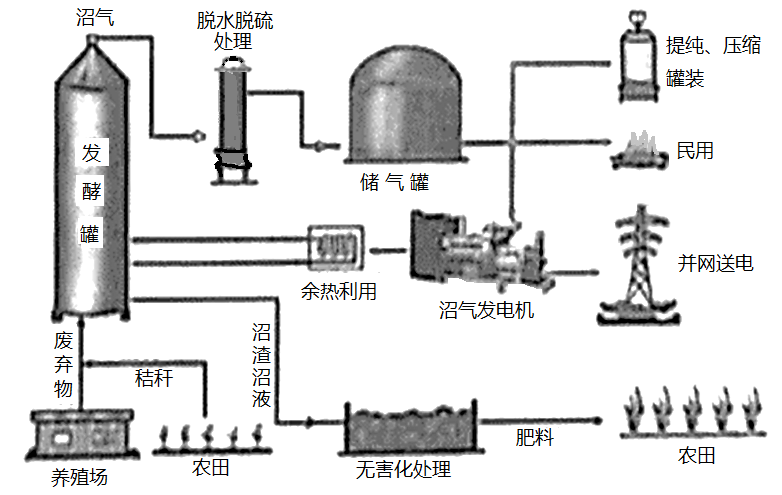 沼气
脱水脱硫
处理
提纯、压缩
罐装
发
酵
罐
储气罐
民用
余热利用
沼气发电机
并网送电
废
弃
物
秸秆
沼
渣
沼
液
养殖场
农田
无害化处理
肥料
农田